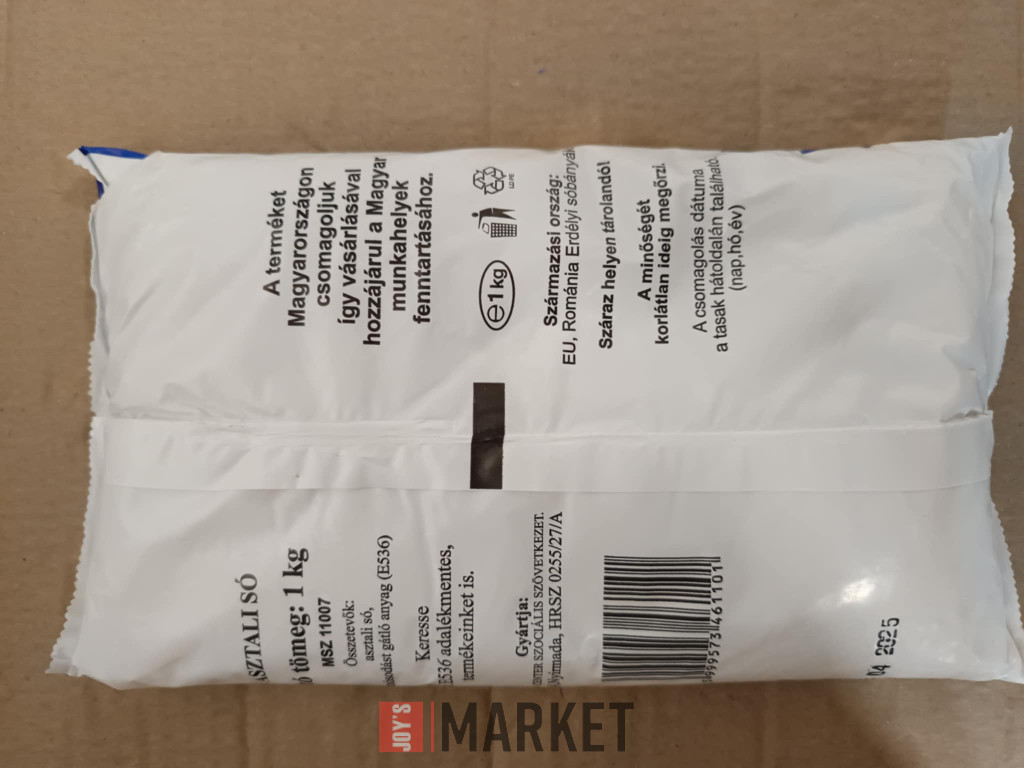 ASZTALI SÓ
tömeg: 1 kg
MSZ 11007
Összetevők:
asztali só,
gátló anyag (E536)
Keresse
E536 adalékmentes,
termékeinket is.
Gyártja:
SZOCIÁLIS SZÖVETKEZET.
Nyírmada, HRSZ 0255/27/A
999573461101
04 2025
A terméket
Magyarországon
csomagoljuk
így vásárlásával
hozzájárul a Magyar
munkahelyek
fenntartásához.
℮1 kg
LDPE
Származási ország:
EU, Románia Erdélyi sóbányák
Száraz helyen tárolandó!
A minőségét
korlátlan ideig megőrzi.
A csomagolás dátuma
a tasak hátoldalán található.
(nap,hó,év)
JOY'S MARKET